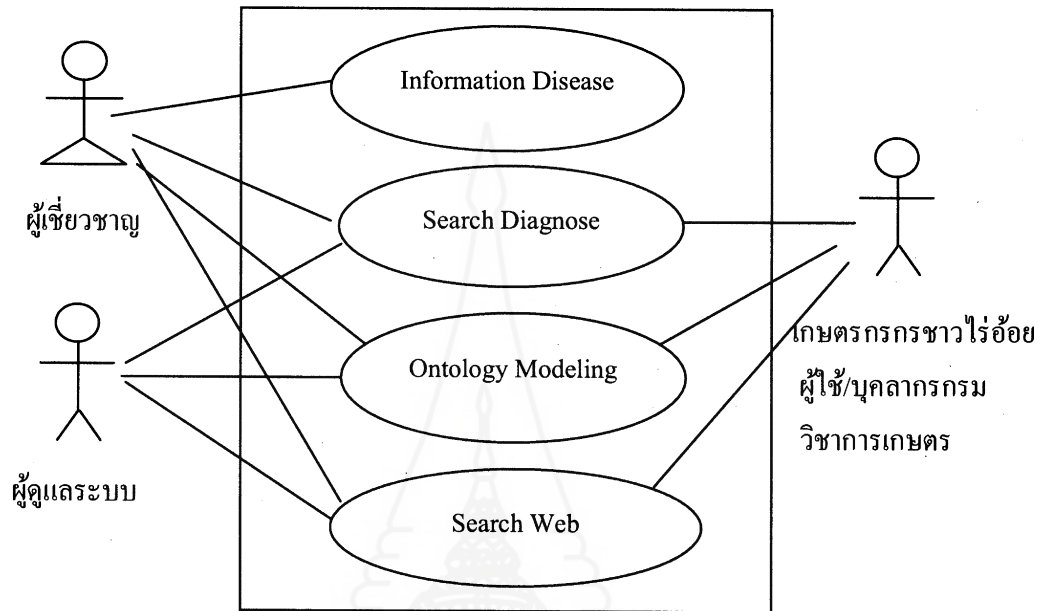 Information Disease
ผู้เชี่ยวชาญ
Search Diagnose
เกษตรกรกรชาวไร่อ้อย
ผู้ใช้/บุคลากรกรม
วิชาการเกษตร
Ontology Modeling
ผู้ดูแลระบบ
Search Web